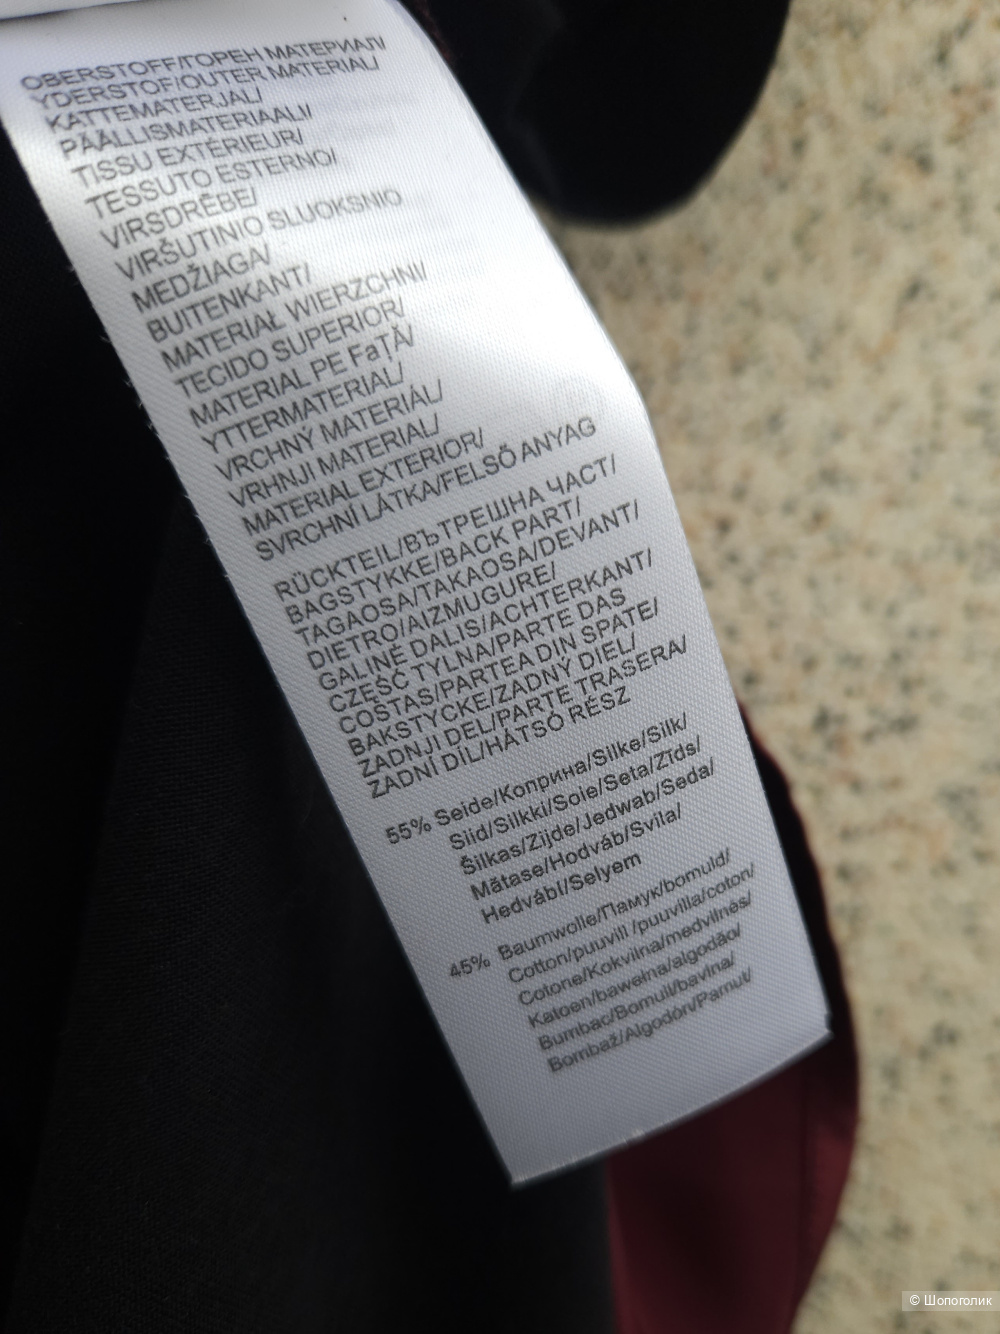 OBERSTOFF/ГОРЕН МАТЕРИАЛ/
YDERSTOF/OUTER MATERIAL/
KATTEMATERJAL/
PÄÄLLISMATERIAALI/
TISSU EXTÉRIEUR/
TESSUTO ESTERNO/
VIRSDRĒBE/
VIRŠUTINIO SLUOKSNIO
MEDŽIAGA/
BUITENKANT/
MATERIAŁ WIERZCHNI/
TECIDO SUPERIOR/
MATERIAL PE FaŢĂ/
YTTERMATERIAL/
VRCHNÝ MATERIÁL/
VRHNJI MATERIAL/
MATERIAL EXTERIOR/
SVRCHNÍ LÁTKA/FELSŐ ANYAG
RÜCKTEIL/ВЪТРЕШНА ЧАСТ/
BAGSTYKKE/BACK PART/
TAGAOSA/TAKAOSA/DEVANT/
DIETRO/AIZMUGURE/
GALINĖ DALIS/ACHTERKANT/
CZĘŚĆ TYLNA/PARTE DAS
COSTAS/PARTEA DIN SPATE/
BAKSTYCKE/ZADNÝ DIEL/
ZADNJI DEL/PARTE TRASERA/
ZADNÍ DÍL/HÁTSÓ RÉSZ
55% Seide/Коприна/Silke/Silk/
Siid/Silkki/Soie/Seta/Zīds/
Šilkas/Zijde/Jedwab/Seda/
Mătase/Hodváb/Svila/
Hedvábí/Selyem
45% Baumwolle/Памук/bomuld/
Cotton/puuvill /puuvilla/coton/
Cotone/Kokvilna/medvilnės/
Katoen/bawełna/algodão/
Bumbac/Bomull/bavlna/
Bombaž/Algodón/Pamut/
© Шопоголик